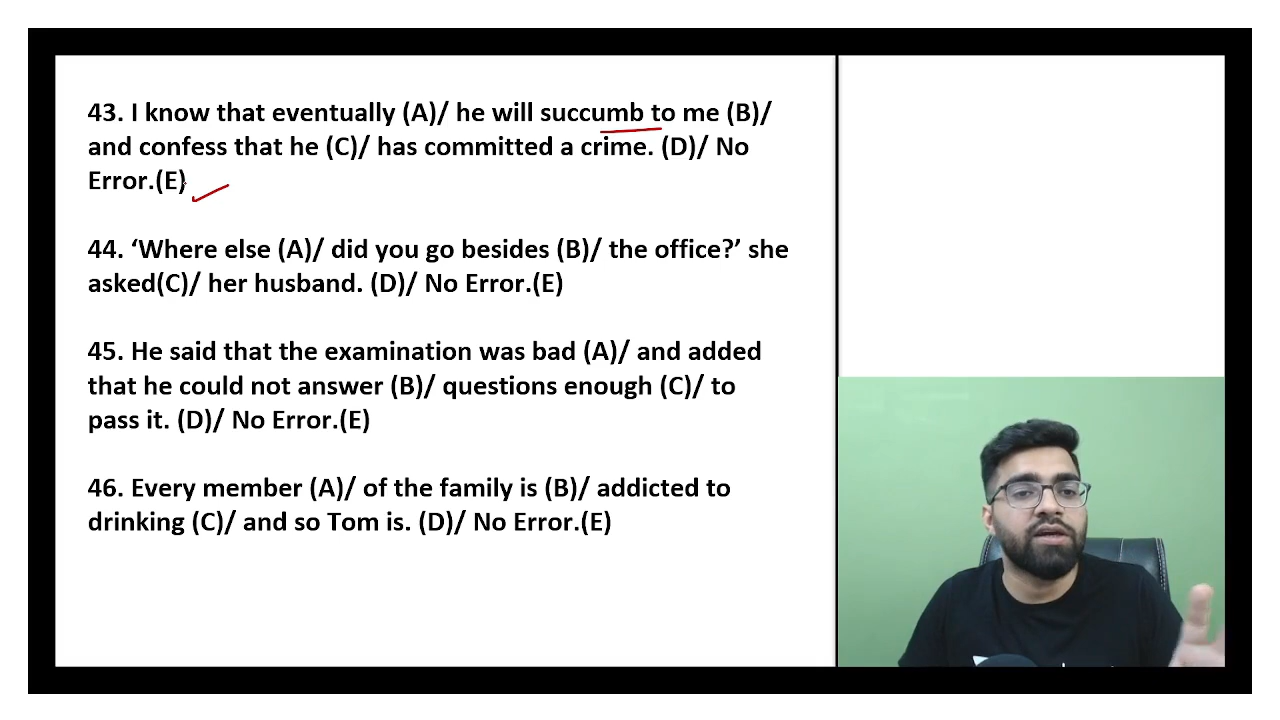 43. I know that eventually (A)/ he will succumb to me (B)/
and confess that he (C)/ has committed a crime. (D)/ No
Error.(E)
44. ‘Where else (A)/ did you go besides (B)/ the office?’ she
asked(C)/ her husband. (D)/ No Error.(E)
45. He said that the examination was bad (A)/ and added
that he could not answer (B)/ questions enough (C)/ to
pass it. (D)/ No Error.(E)
46. Every member (A)/ of the family is (B)/ addicted to
drinking (C)/ and so Tom is. (D)/ No Error.(E)